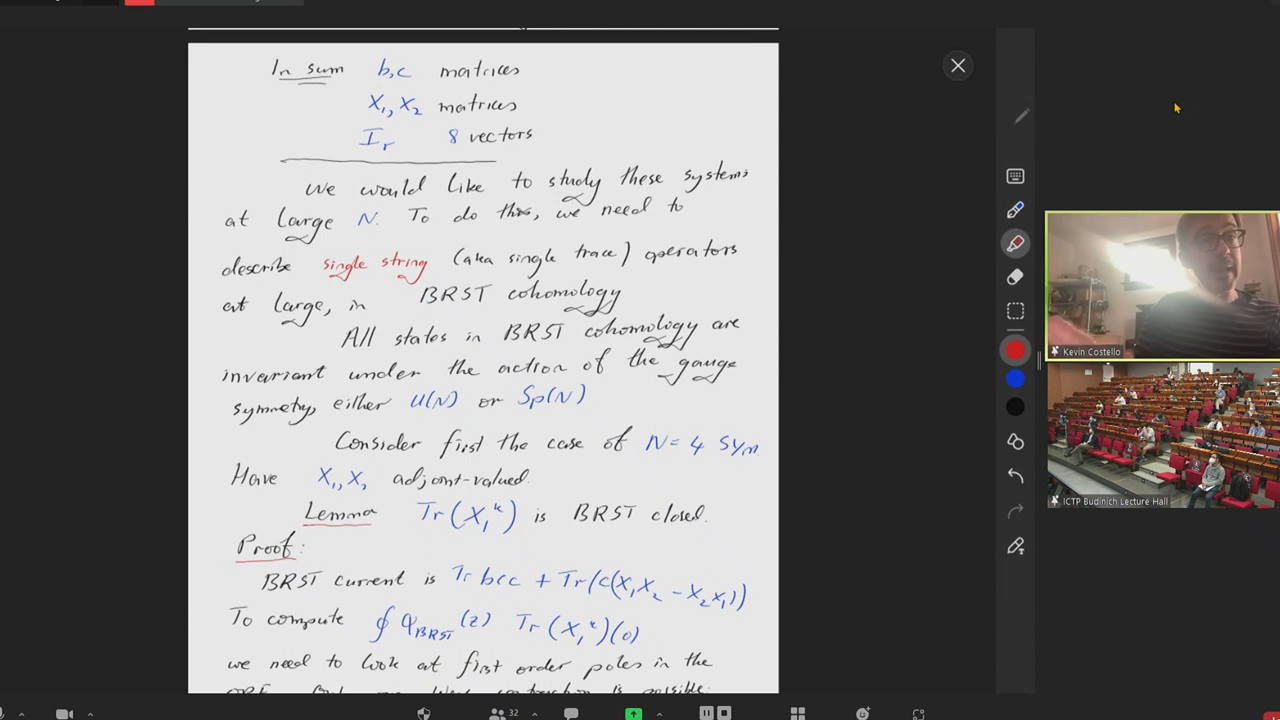 In sum b,c matrices
X₁, X₂ matrices
I_r 8 vectors
We would like to study these systems
at large N. To do this, we need to
describe single string (aka single trace) operators
at large, in BRST cohomology
All states in BRST cohomology are
invariant under the action of the gauge
symmetry, either U(N) or Sp(N)
Consider first the case of N=4 SYM.
Have X₁, X₂ adjoint-valued.
Lemma Tr(X₁ᵏ) is BRST closed.
Proof:
BRST current is Tr bcc + Tr(c(X₁X₂ - X₂X₁))
To compute ∮ Q_BRST (z) Tr(X₁ᵏ)(0)
we need to look at first order poles in the
Kevin Costello
ICTP Budinich Lecture Hall
32